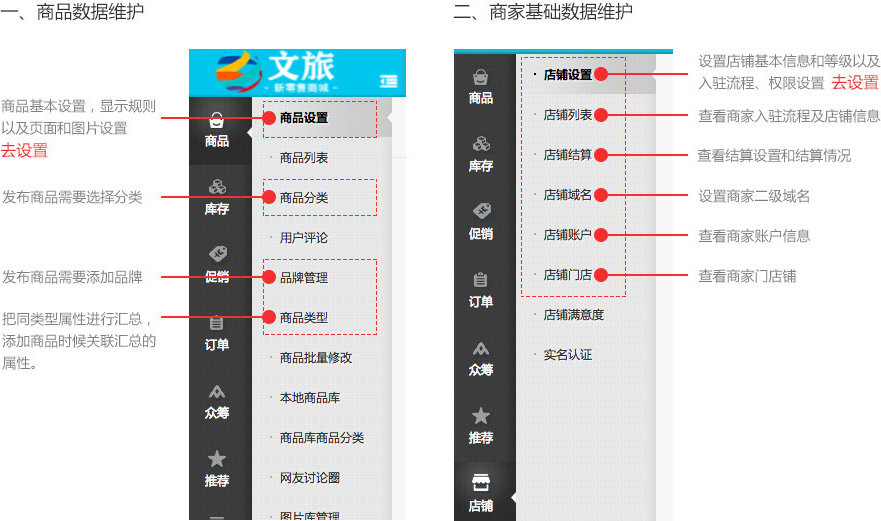 一、商品数据维护
商品基本设置，显示规则
以及页面和图片设置
去设置
发布商品需要选择分类
发布商品需要添加品牌
把同类型属性进行汇总，
添加商品时候关联汇总的
属性。
文旅
- 新零售商城 -
商品
库存
促销
订单
众筹
推荐
商品设置
商品列表
商品分类
用户评论
品牌管理
商品类型
商品批量修改
本地商品库
商品库商品分类
网友讨论圈
图片库管理
二、商家基础数据维护
商品
库存
促销
订单
众筹
推荐
店铺
店铺设置
店铺列表
店铺结算
店铺域名
店铺账户
店铺门店
店铺满意度
实名认证
设置店铺基本信息和等级以及
入驻流程、权限设置 去设置
查看商家入驻流程及店铺信息
查看结算设置和结算情况
设置商家二级域名
查看商家账户信息
查看商家门店铺